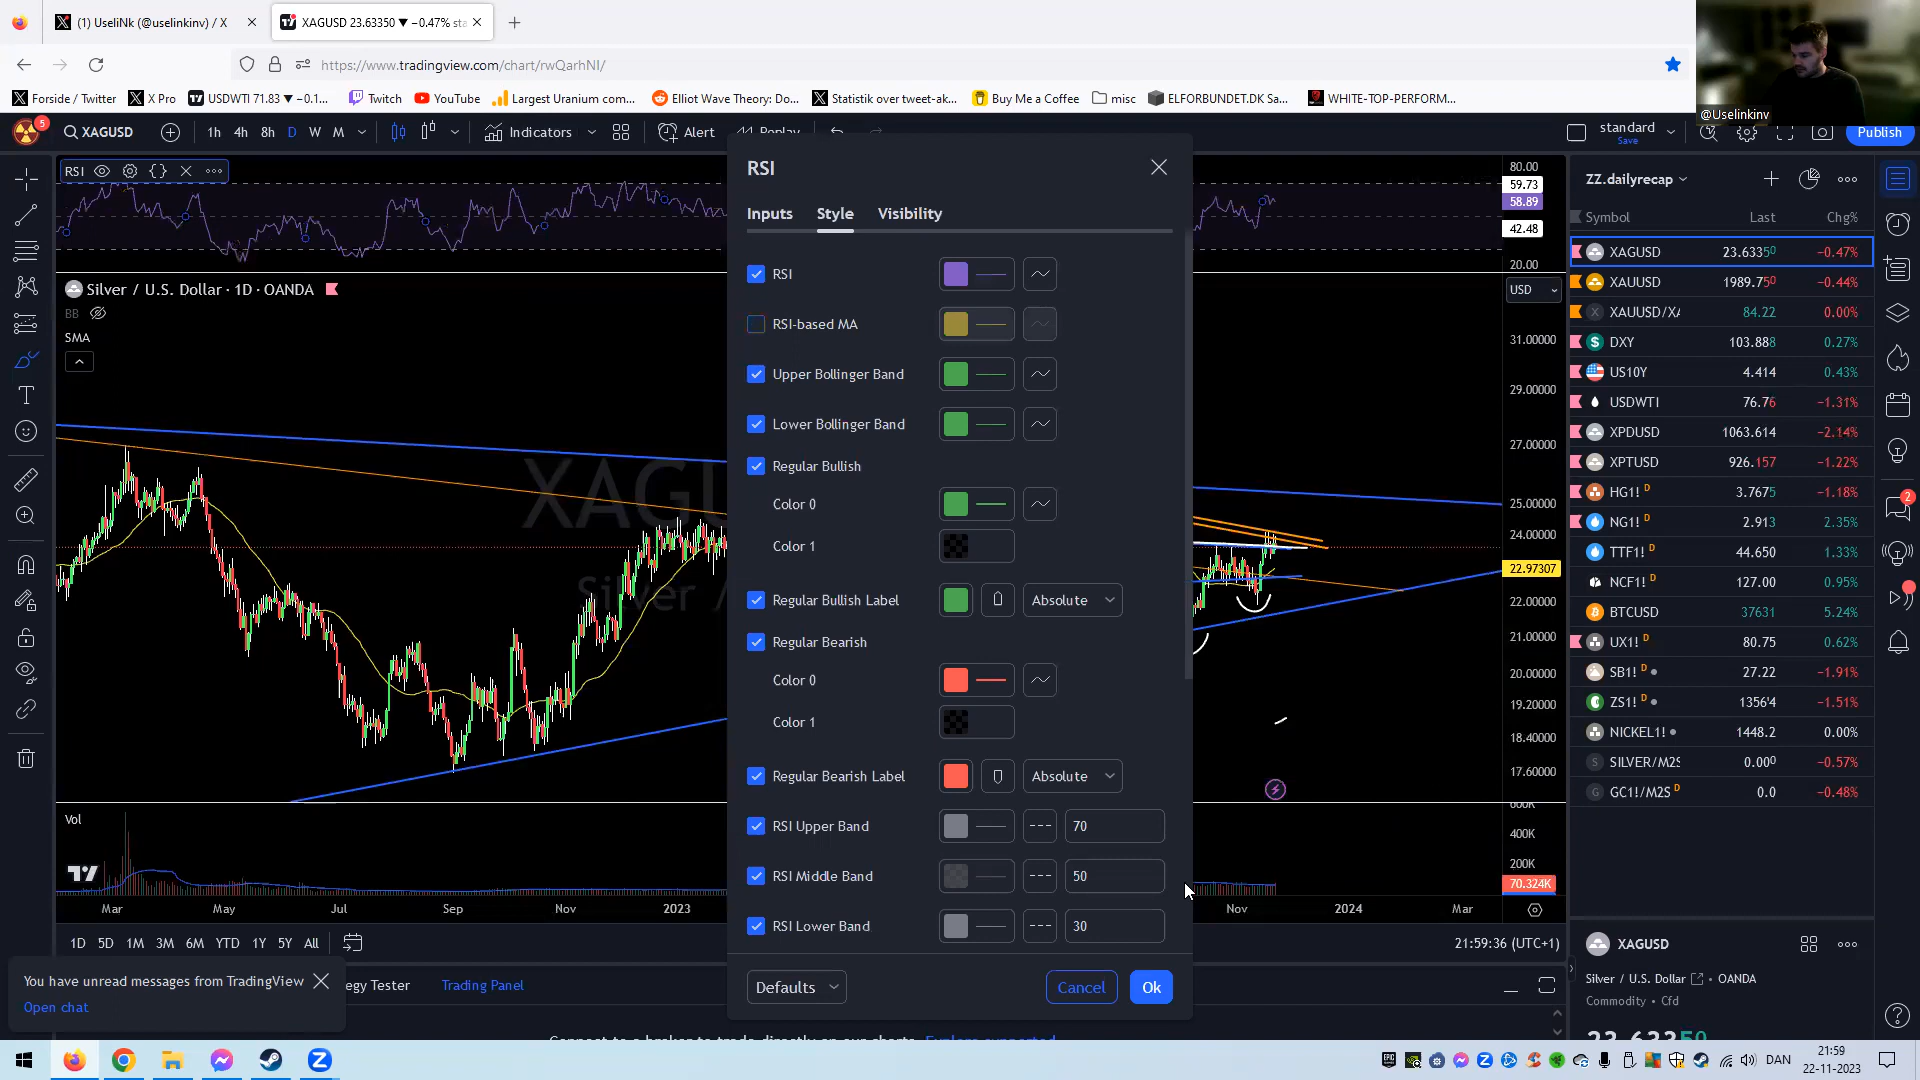 (1) UseliNk (@uselinkinv) / X
XAGUSD 23.63350 ▼ −0.47% sta
https://www.tradingview.com/chart/rwQarhNI/
Forside / Twitter
X Pro
USDWTI 71.83 ▼ −0.1...
Twitch
YouTube
Largest Uranium com...
Elliot Wave Theory: Do...
Statistik over tweet-ak...
Buy Me a Coffee
misc
ELFORBUNDET.DK Sa...
WHITE-TOP-PERFORM...
@Uselinkinv
5
XAGUSD
1h
4h
8h
D
W
M
Indicators
Alert
Replay
standard
Save
Publish
RSI
80.00
59.73
58.89
42.48
20.00
Silver / U.S. Dollar · 1D · OANDA
BB
SMA
USD
31.00000
29.00000
27.00000
25.00000
24.00000
22.97307
22.00000
21.00000
20.00000
19.20000
18.40000
17.60000
Vol
600K
400K
200K
70.324K
Mar
May
Jul
Sep
Nov
2023
Nov
2024
Mar
1D
5D
1M
3M
6M
YTD
1Y
5Y
All
21:59:36 (UTC+1)
You have unread messages from TradingView
Open chat
egy Tester
Trading Panel
RSI
Inputs
Style
Visibility
RSI
RSI-based MA
Upper Bollinger Band
Lower Bollinger Band
Regular Bullish
Color 0
Color 1
Regular Bullish Label
Absolute
Regular Bearish
Color 0
Color 1
Regular Bearish Label
Absolute
RSI Upper Band
70
RSI Middle Band
50
RSI Lower Band
30
Defaults
Cancel
Ok
ZZ.dailyrecap
Symbol Last Chg%
XAGUSD 23.6335⁰ −0.47%
XAUUSD 1989.75⁰ −0.44%
XAUUSD/XA 84.22 0.00%
DXY 103.888 0.27%
US10Y 4.414 0.43%
USDWTI 76.76 −1.31%
XPDUSD 1063.614 −2.14%
XPTUSD 926.157 −1.22%
HG1! D 3.7675 −1.18%
NG1! D 2.913 2.35%
TTF1! D 44.650 1.33%
NCF1! D 127.00 0.95%
BTCUSD 37631 5.24%
UX1! D 80.75 0.62%
SB1! D 27.22 −1.91%
ZS1! D 1356'4 −1.51%
NICKEL1! 1448.2 0.00%
SILVER/M2S 0.00⁰ −0.57%
GC1!/M2S D 0.0 −0.48%
2
XAGUSD
Silver / U.S. Dollar · OANDA
Commodity · Cfd
23.63350
DAN
21:59
22-11-2023